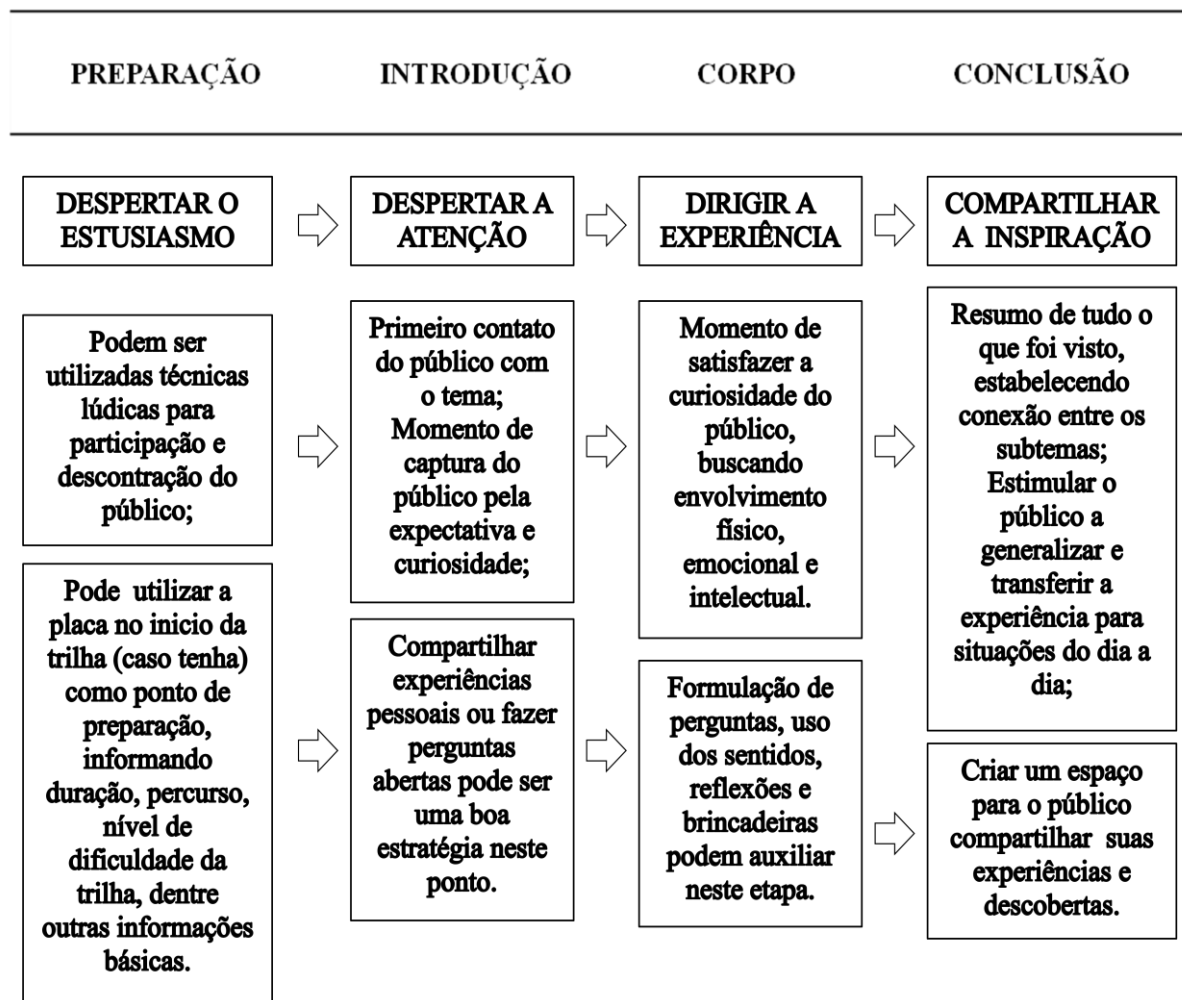 PREPARAÇÃO INTRODUÇÃO CORPO CONCLUSÃO
DESPERTAR O
ESTUSIASMO
DESPERTAR A
ATENÇÃO
DIRIGIR A
EXPERIÊNCIA
COMPARTILHAR
A INSPIRAÇÃO
Podem ser
utilizadas técnicas
lúdicas para
participação e
descontração do
público;
Primeiro contato
do público com
o tema;
Momento de
captura do
público pela
expectativa e
curiosidade;
Momento de
satisfazer a
curiosidade do
público,
buscando
envolvimento
físico,
emocional e
intelectual.
Resumo de tudo o
que foi visto,
estabelecendo
conexão entre os
subtemas;
Estimular o
público a
generalizar e
transferir a
experiência para
situações do dia a
dia;
Pode utilizar a
placa no inicio da
trilha (caso tenha)
como ponto de
preparação,
informando
duração, percurso,
nível de
dificuldade da
trilha, dentre
outras informações
básicas.
Compartilhar
experiências
pessoais ou fazer
perguntas
abertas pode ser
uma boa
estratégia neste
ponto.
Formulação de
perguntas, uso
dos sentidos,
reflexões e
brincadeiras
podem auxiliar
neste etapa.
Criar um espaço
para o público
compartilhar suas
experiências e
descobertas.